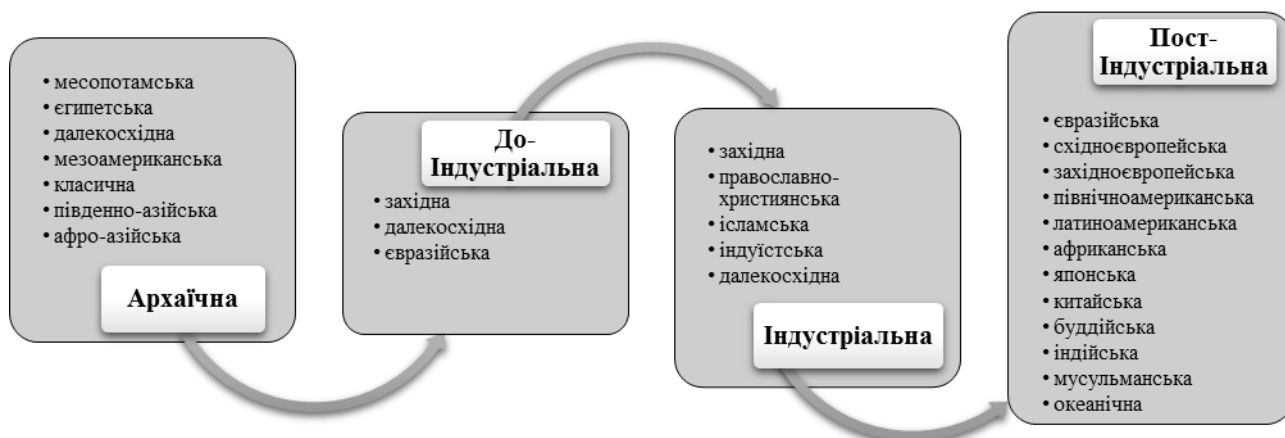 • месопотамська
• єгипетська
• далекосхідна
• мезоамериканська
• класична
• південно-азійська
• афро-азійська
Архаїчна
До-
Індустріальна
• західна
• далекосхідна
• євразійська
• західна
• православно-
християнська
• ісламська
• індуїстська
• далекосхідна
Індустріальна
Пост-
Індустріальна
• євразійська
• східноєвропейська
• західноєвропейська
• північноамериканська
• латиноамериканська
• африканська
• японська
• китайська
• буддійська
• індійська
• мусульманська
• океанічна